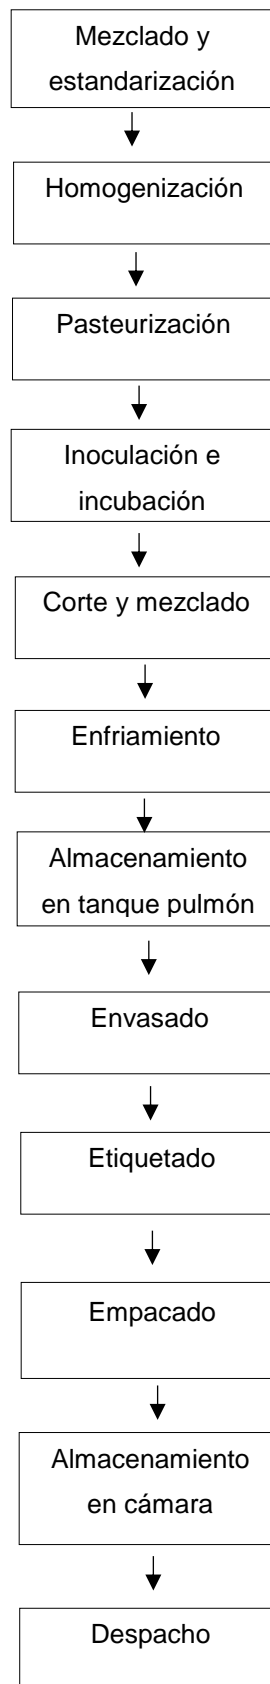 Mezclado y
estandarización
Homogenización
Pasteurización
Inoculación e
incubación
Corte y mezclado
Enfriamiento
Almacenamiento
en tanque pulmón
Envasado
Etiquetado
Empacado
Almacenamiento
en cámara
Despacho